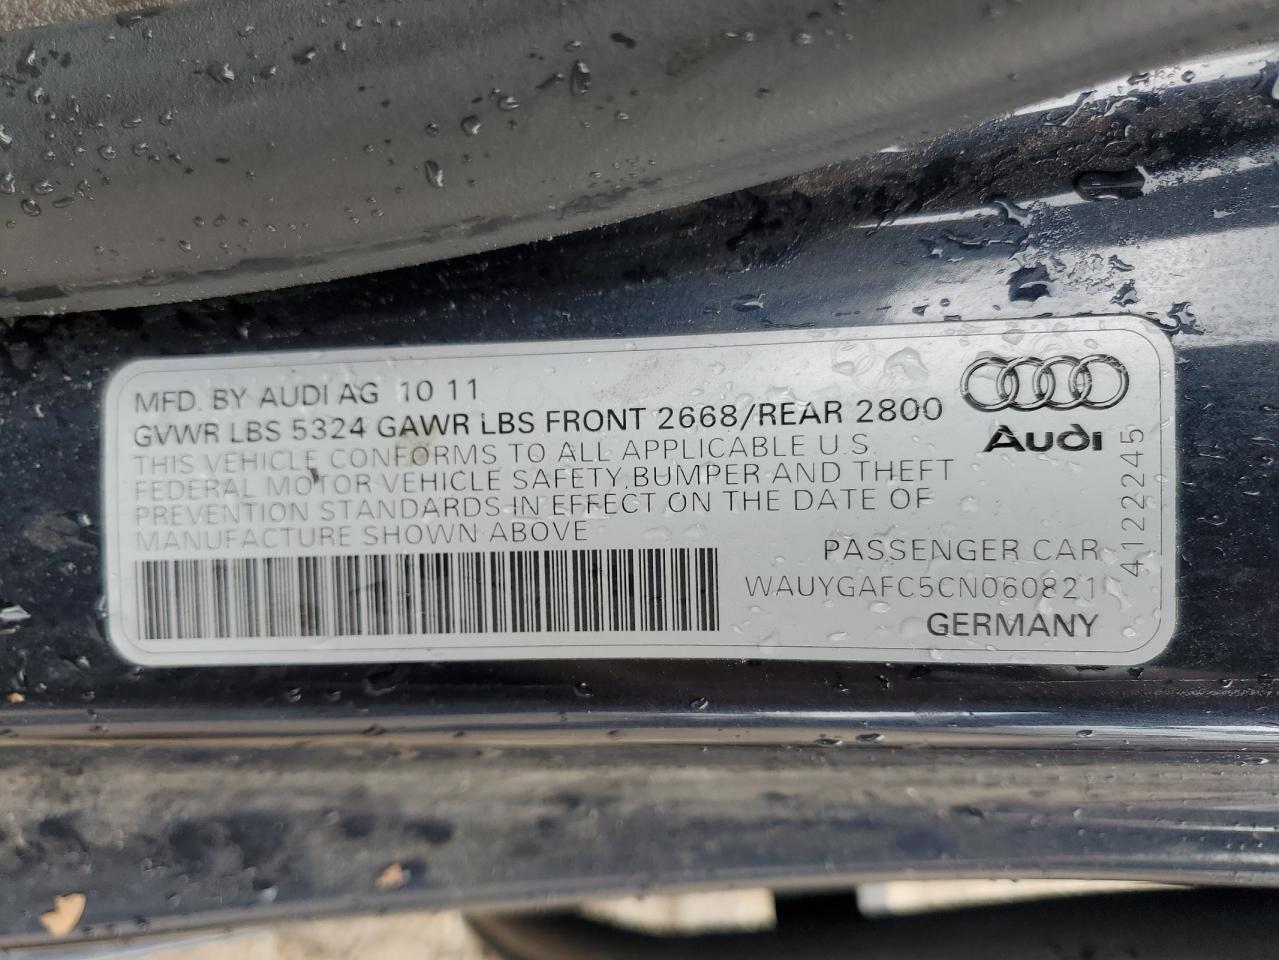 MFD. BY AUDI AG 10 11
GVWR LBS 5324 GAWR LBS FRONT 2668/REAR 2800
THIS VEHICLE CONFORMS TO ALL APPLICABLE U.S.
FEDERAL MOTOR VEHICLE SAFETY, BUMPER AND THEFT
PREVENTION STANDARDS IN EFFECT ON THE DATE OF
MANUFACTURE SHOWN ABOVE
Audi
4122245
PASSENGER CAR
WAUYGAFC5CN060821
GERMANY